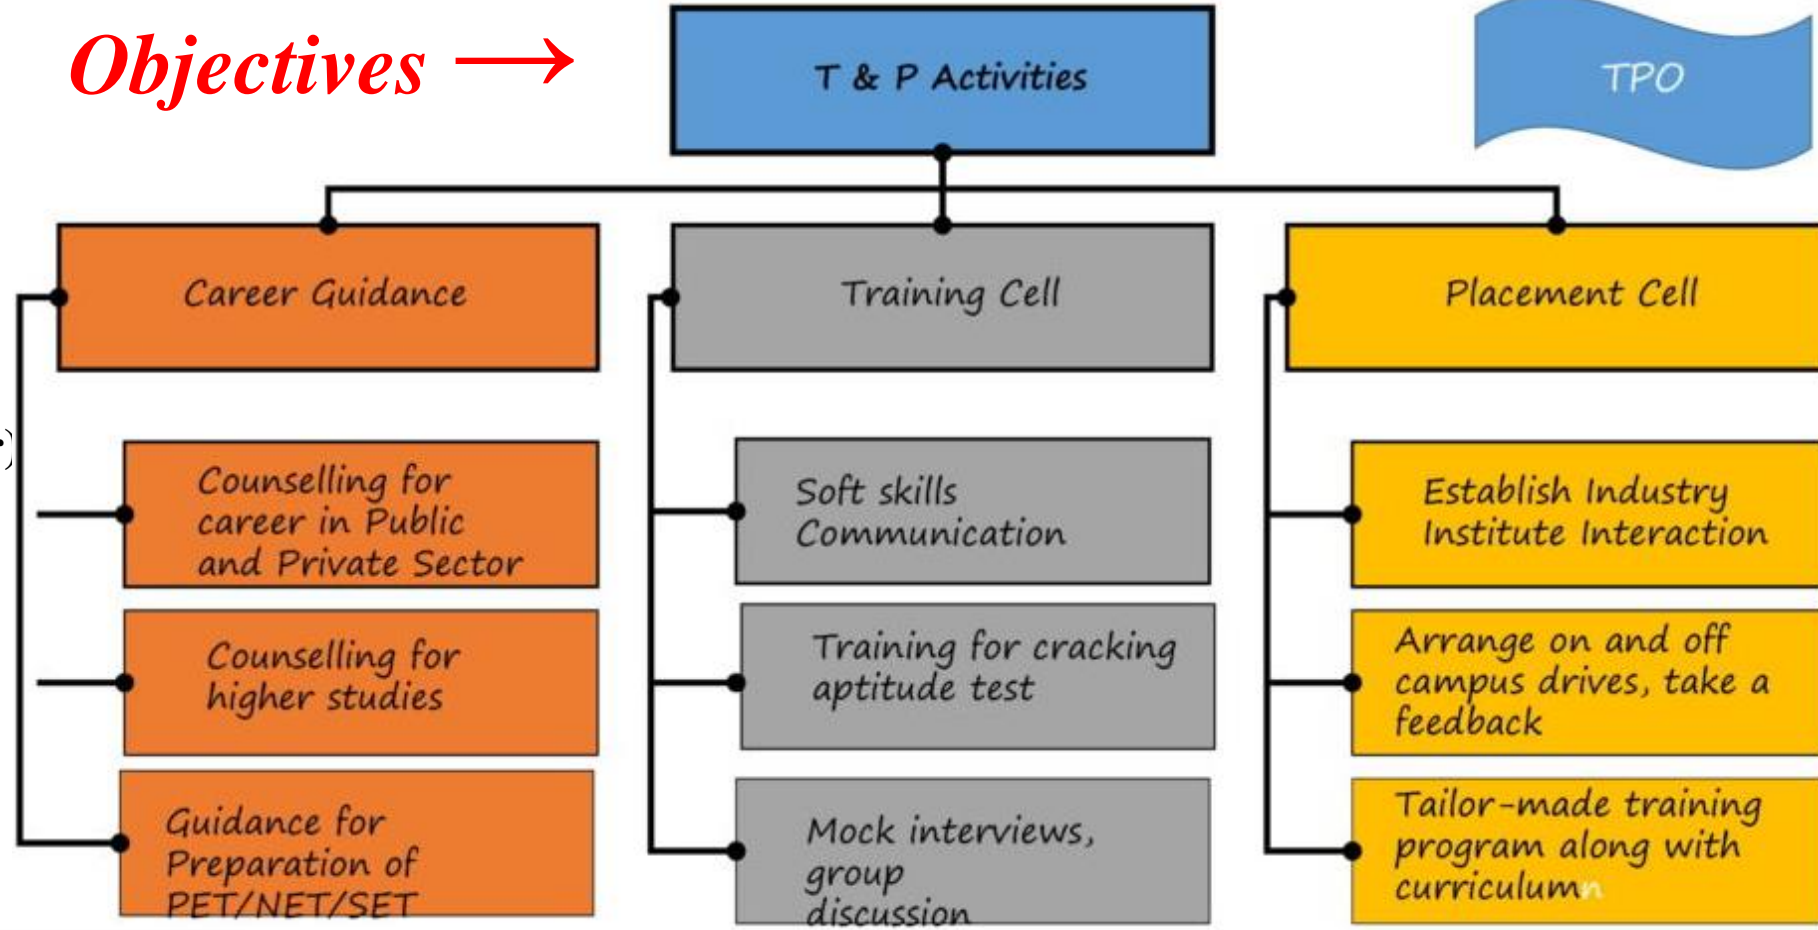 Objectives →
T & P Activities
TPO
Career Guidance
Training Cell
Placement Cell
Counselling for
career in Public
and Private Sector
Counselling for
higher studies
Guidance for
Preparation of
PET/NET/SET
Soft skills
Communication
Training for cracking
aptitude test
Mock interviews,
group
discussion
Establish Industry
Institute Interaction
Arrange on and off
campus drives, take a
feedback
Tailor-made training
program along with
curriculumn